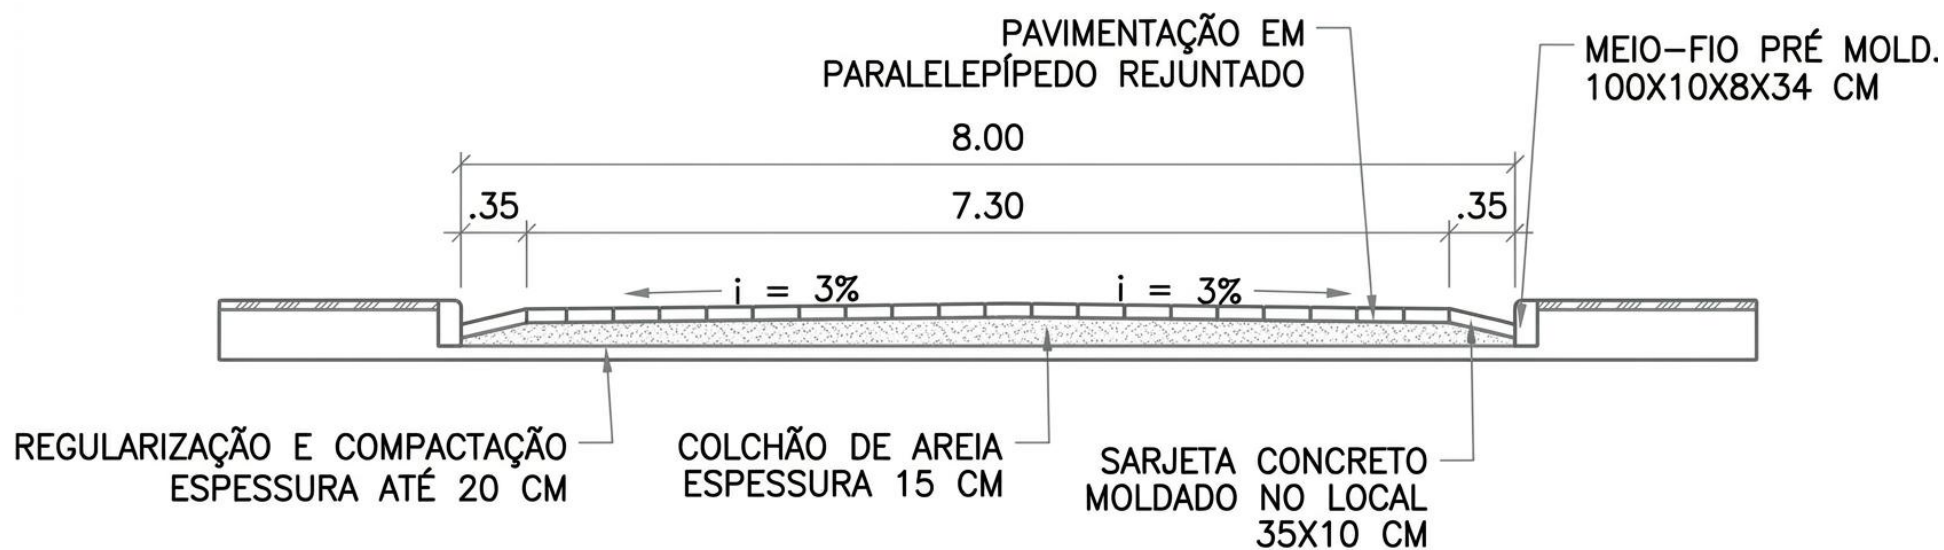 PAVIMENTAÇÃO EM
PARALELEPÍPEDO REJUNTADO
MEIO-FIO PRÉ MOLD.
100X10X8X34 CM
8.00
.35
7.30
.35
i = 3%
i = 3%
REGULARIZAÇÃO E COMPACTAÇÃO
ESPESSURA ATÉ 20 CM
COLCHÃO DE AREIA
ESPESSURA 15 CM
SARJETA CONCRETO
MOLDADO NO LOCAL
35X10 CM